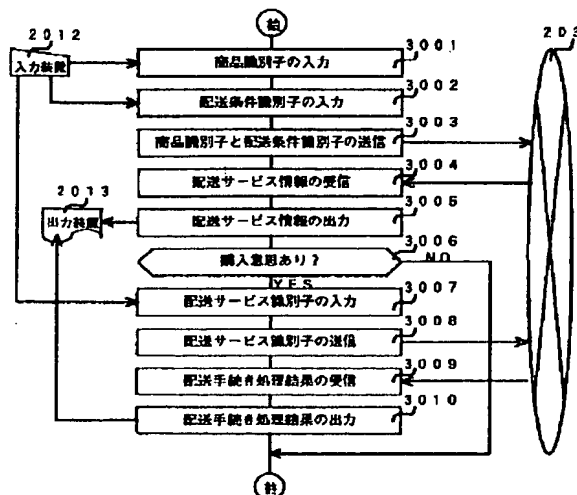 始
2012
入力装置
3001
商品識別子の入力
3002
配送条件識別子の入力
3003
商品識別子と配送条件識別子の送信
3004
配送サービス情報の受信
3005
配送サービス情報の出力
2013
出力装置
3006
購入意思あり?
NO
YES
3007
配送サービス識別子の入力
3008
配送サービス識別子の送信
3009
配送手続き処理結果の受信
3010
配送手続き処理結果の出力
終
203